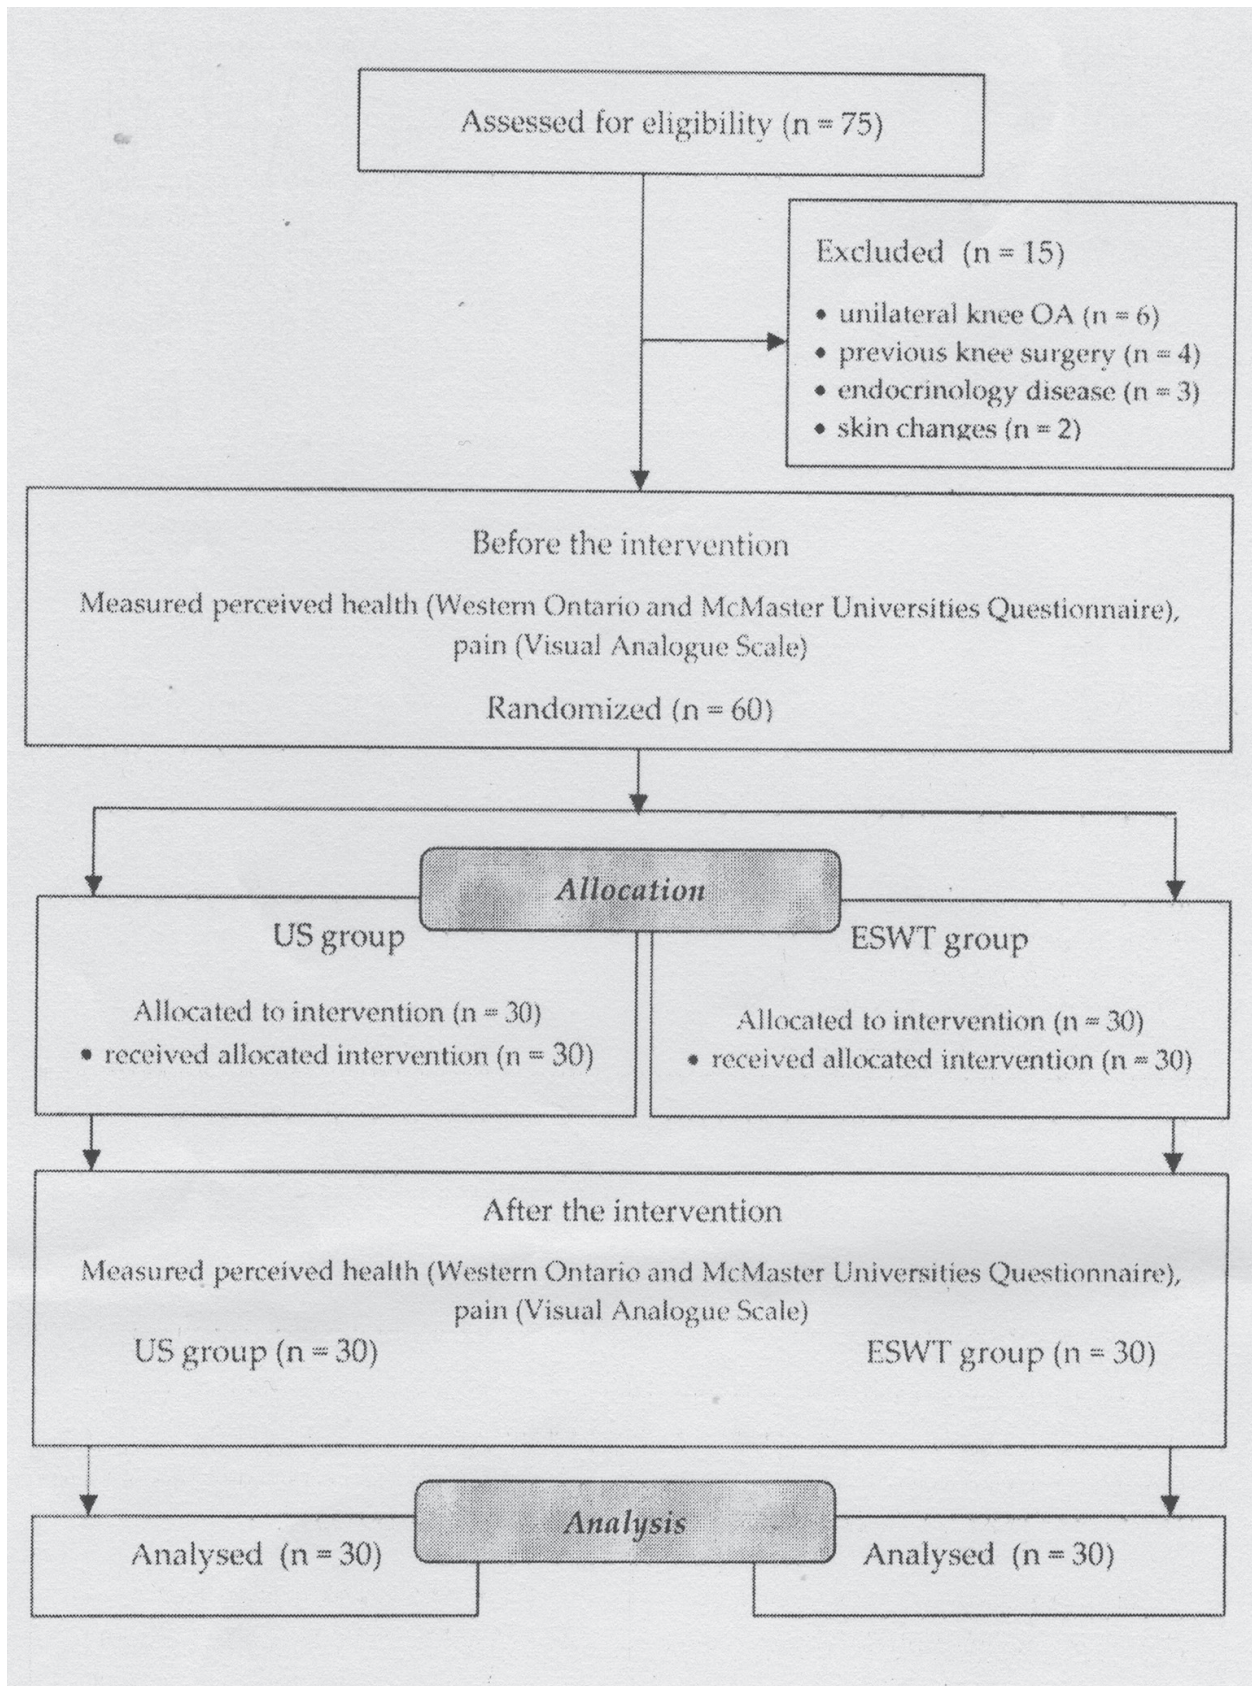 Assessed for eligibility (n = 75)
Excluded (n = 15)
• unilateral knee OA (n = 6)
• previous knee surgery (n = 4)
• endocrinology disease (n = 3)
• skin changes (n = 2)
Before the intervention
Measured perceived health (Western Ontario and McMaster Universities Questionnaire),
pain (Visual Analogue Scale)
Randomized (n = 60)
Allocation
US group
Allocated to intervention (n = 30)
• received allocated intervention (n = 30)
ESWT group
Allocated to intervention (n = 30)
• received allocated intervention (n = 30)
After the intervention
Measured perceived health (Western Ontario and McMaster Universities Questionnaire),
pain (Visual Analogue Scale)
US group (n = 30)
ESWT group (n = 30)
Analysis
Analysed (n = 30)
Analysed (n = 30)